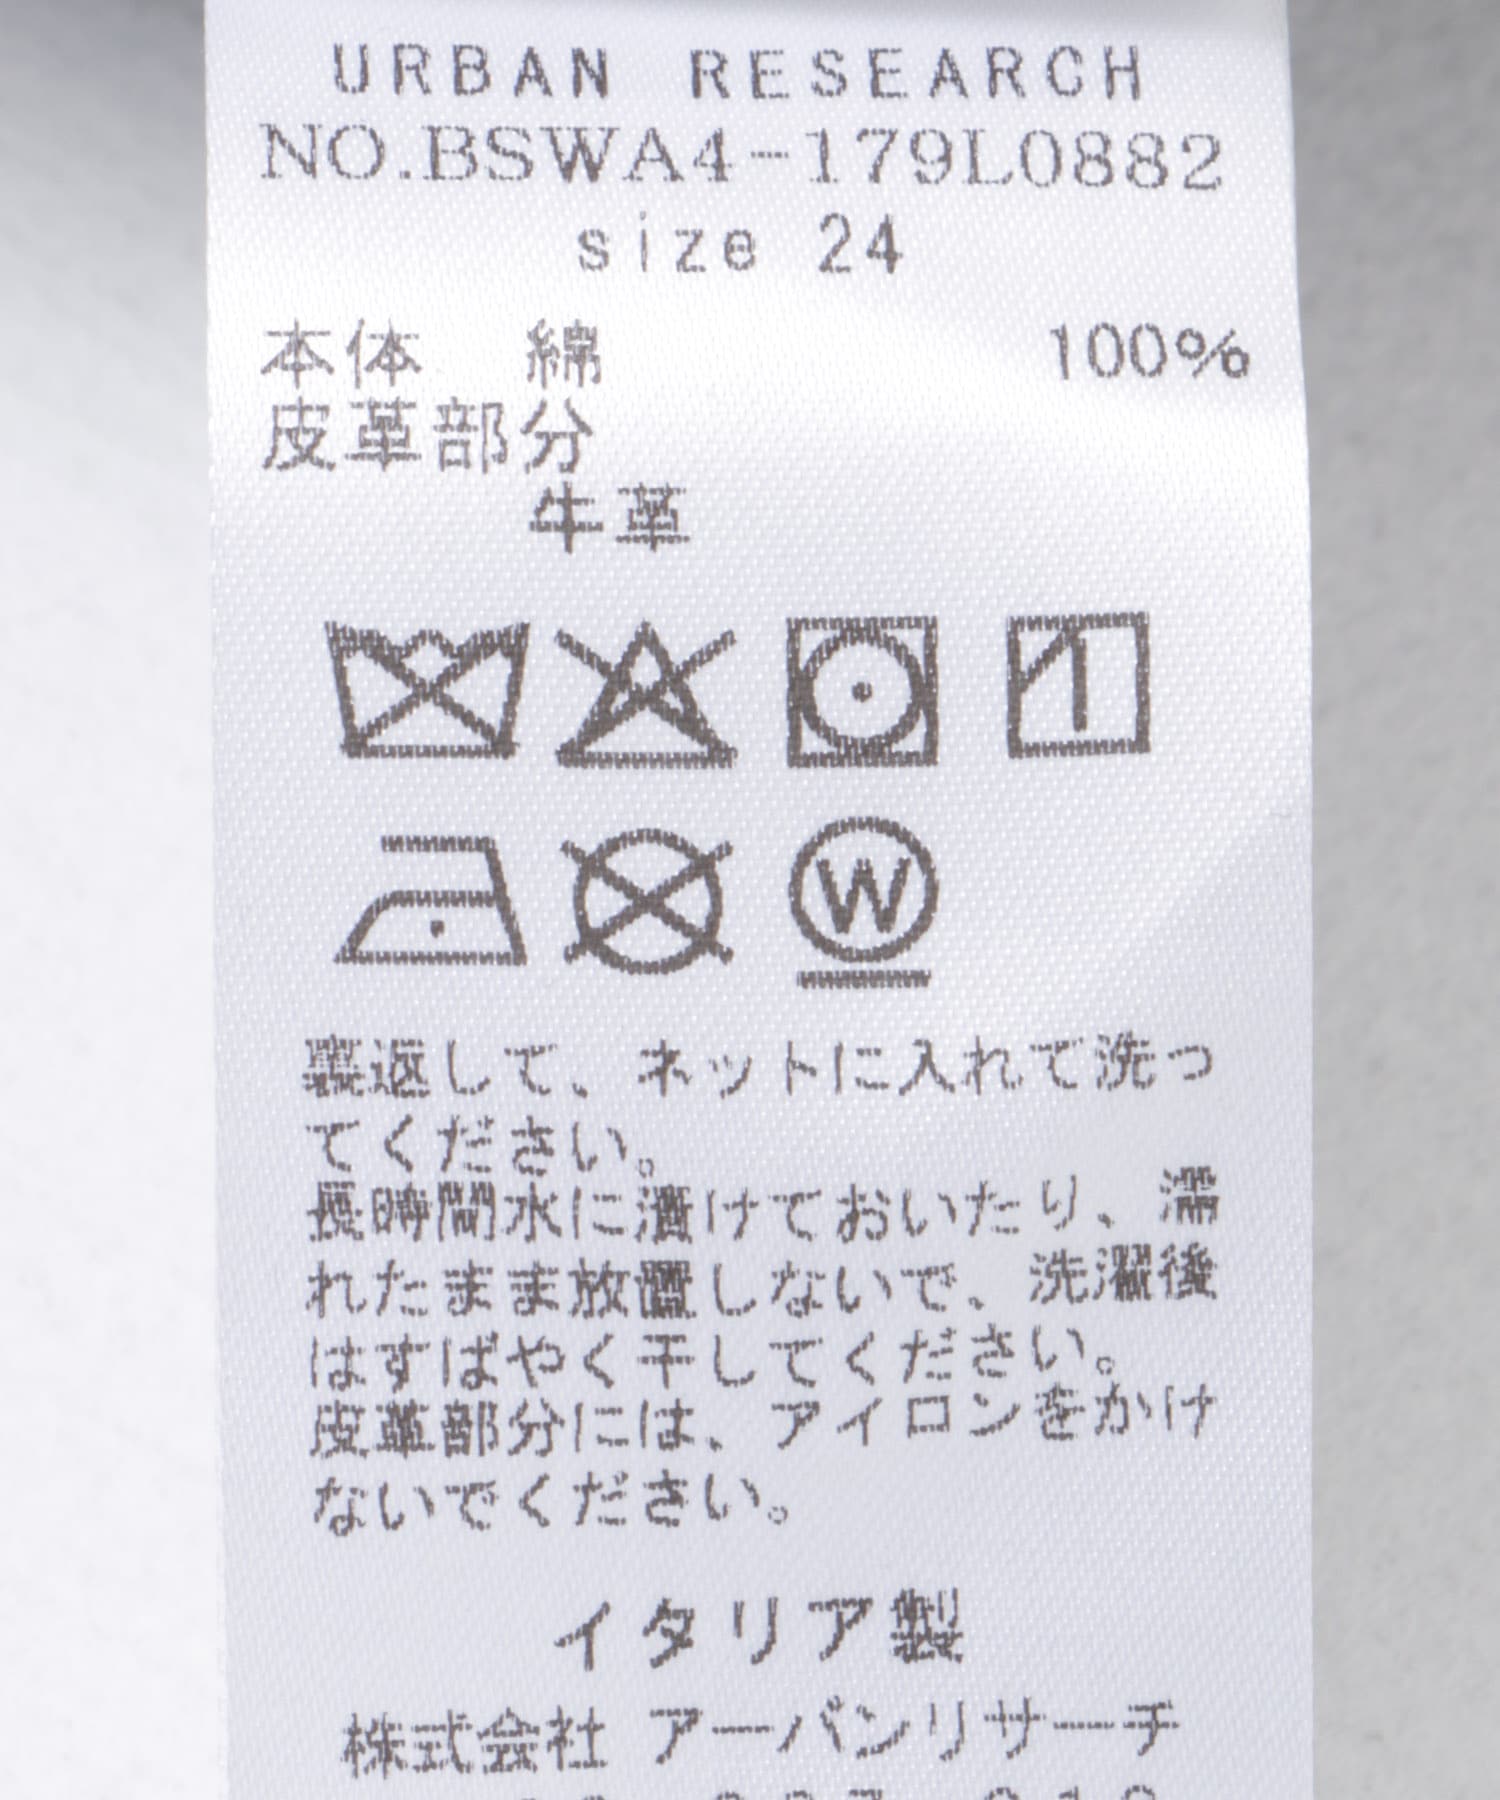 URBAN RESEARCH
NO.BSWA4-179L0882
size 24
本体 綿 100%
皮革部分
牛革
W
裏返して、ネットに入れて洗っ
てください。
長時間水に漬けておいたり、濡
れたまま放置しないで、洗濯後
はすばやく干してください。
皮革部分には、アイロンをかけ
ないでください。
イタリア製
株式会社 アーバンリサーチ